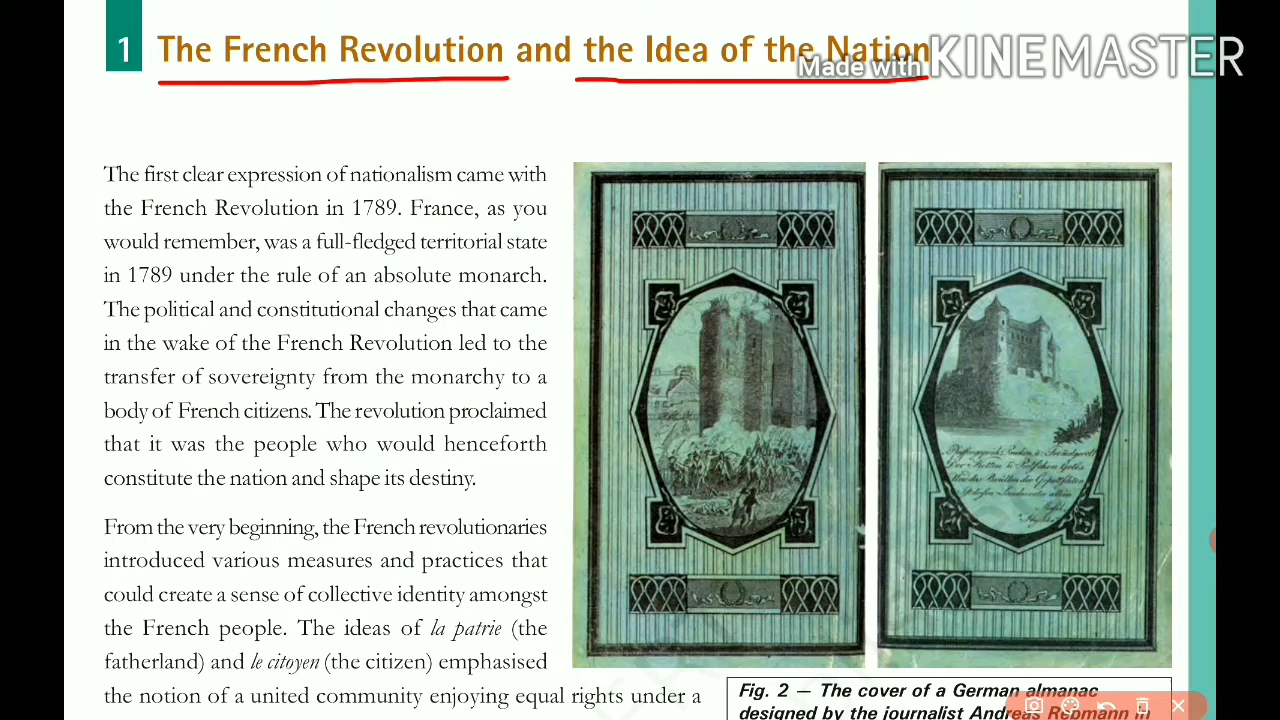 1 The French Revolution and the Idea of the Nation
Made with KINEMASTER
The first clear expression of nationalism came with
the French Revolution in 1789. France, as you
would remember, was a full-fledged territorial state
in 1789 under the rule of an absolute monarch.
The political and constitutional changes that came
in the wake of the French Revolution led to the
transfer of sovereignty from the monarchy to a
body of French citizens. The revolution proclaimed
that it was the people who would henceforth
constitute the nation and shape its destiny.
From the very beginning, the French revolutionaries
introduced various measures and practices that
could create a sense of collective identity amongst
the French people. The ideas of la patrie (the
fatherland) and le citoyen (the citizen) emphasised
the notion of a united community enjoying equal rights under a
Fig. 2 — The cover of a German almanac
designed by the journalist Andreas Rebmann in